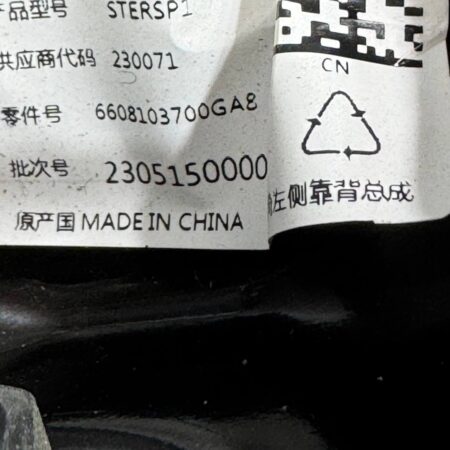 产品型号 STERSP1
供应商代码 230071
零件号 6608103700GA8
批次号 2305150000
原产国 MADE IN CHINA
CN
左侧靠背总成